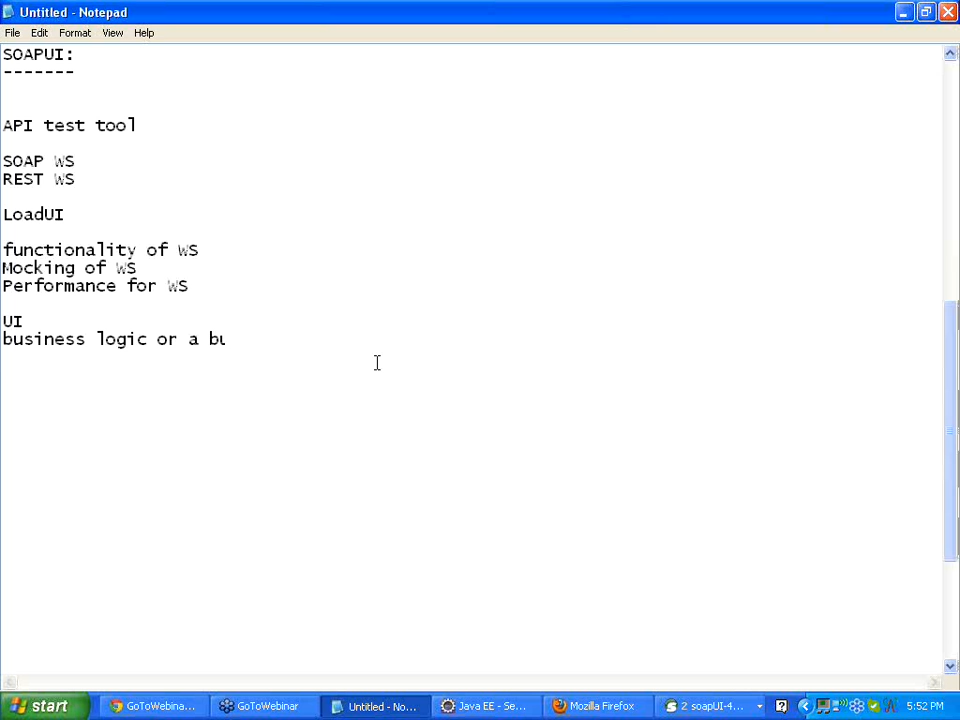 Untitled - Notepad
File Edit Format View Help
SOAPUI:
-------
API test tool
SOAP WS
REST WS
LoadUI
functionality of WS
Mocking of WS
Performance for WS
UI
business logic or a bu
start GoToWebina... GoToWebinar Untitled - No... Java EE - Se... Mozilla Firefox 2 soapUI-4... 5:52 PM